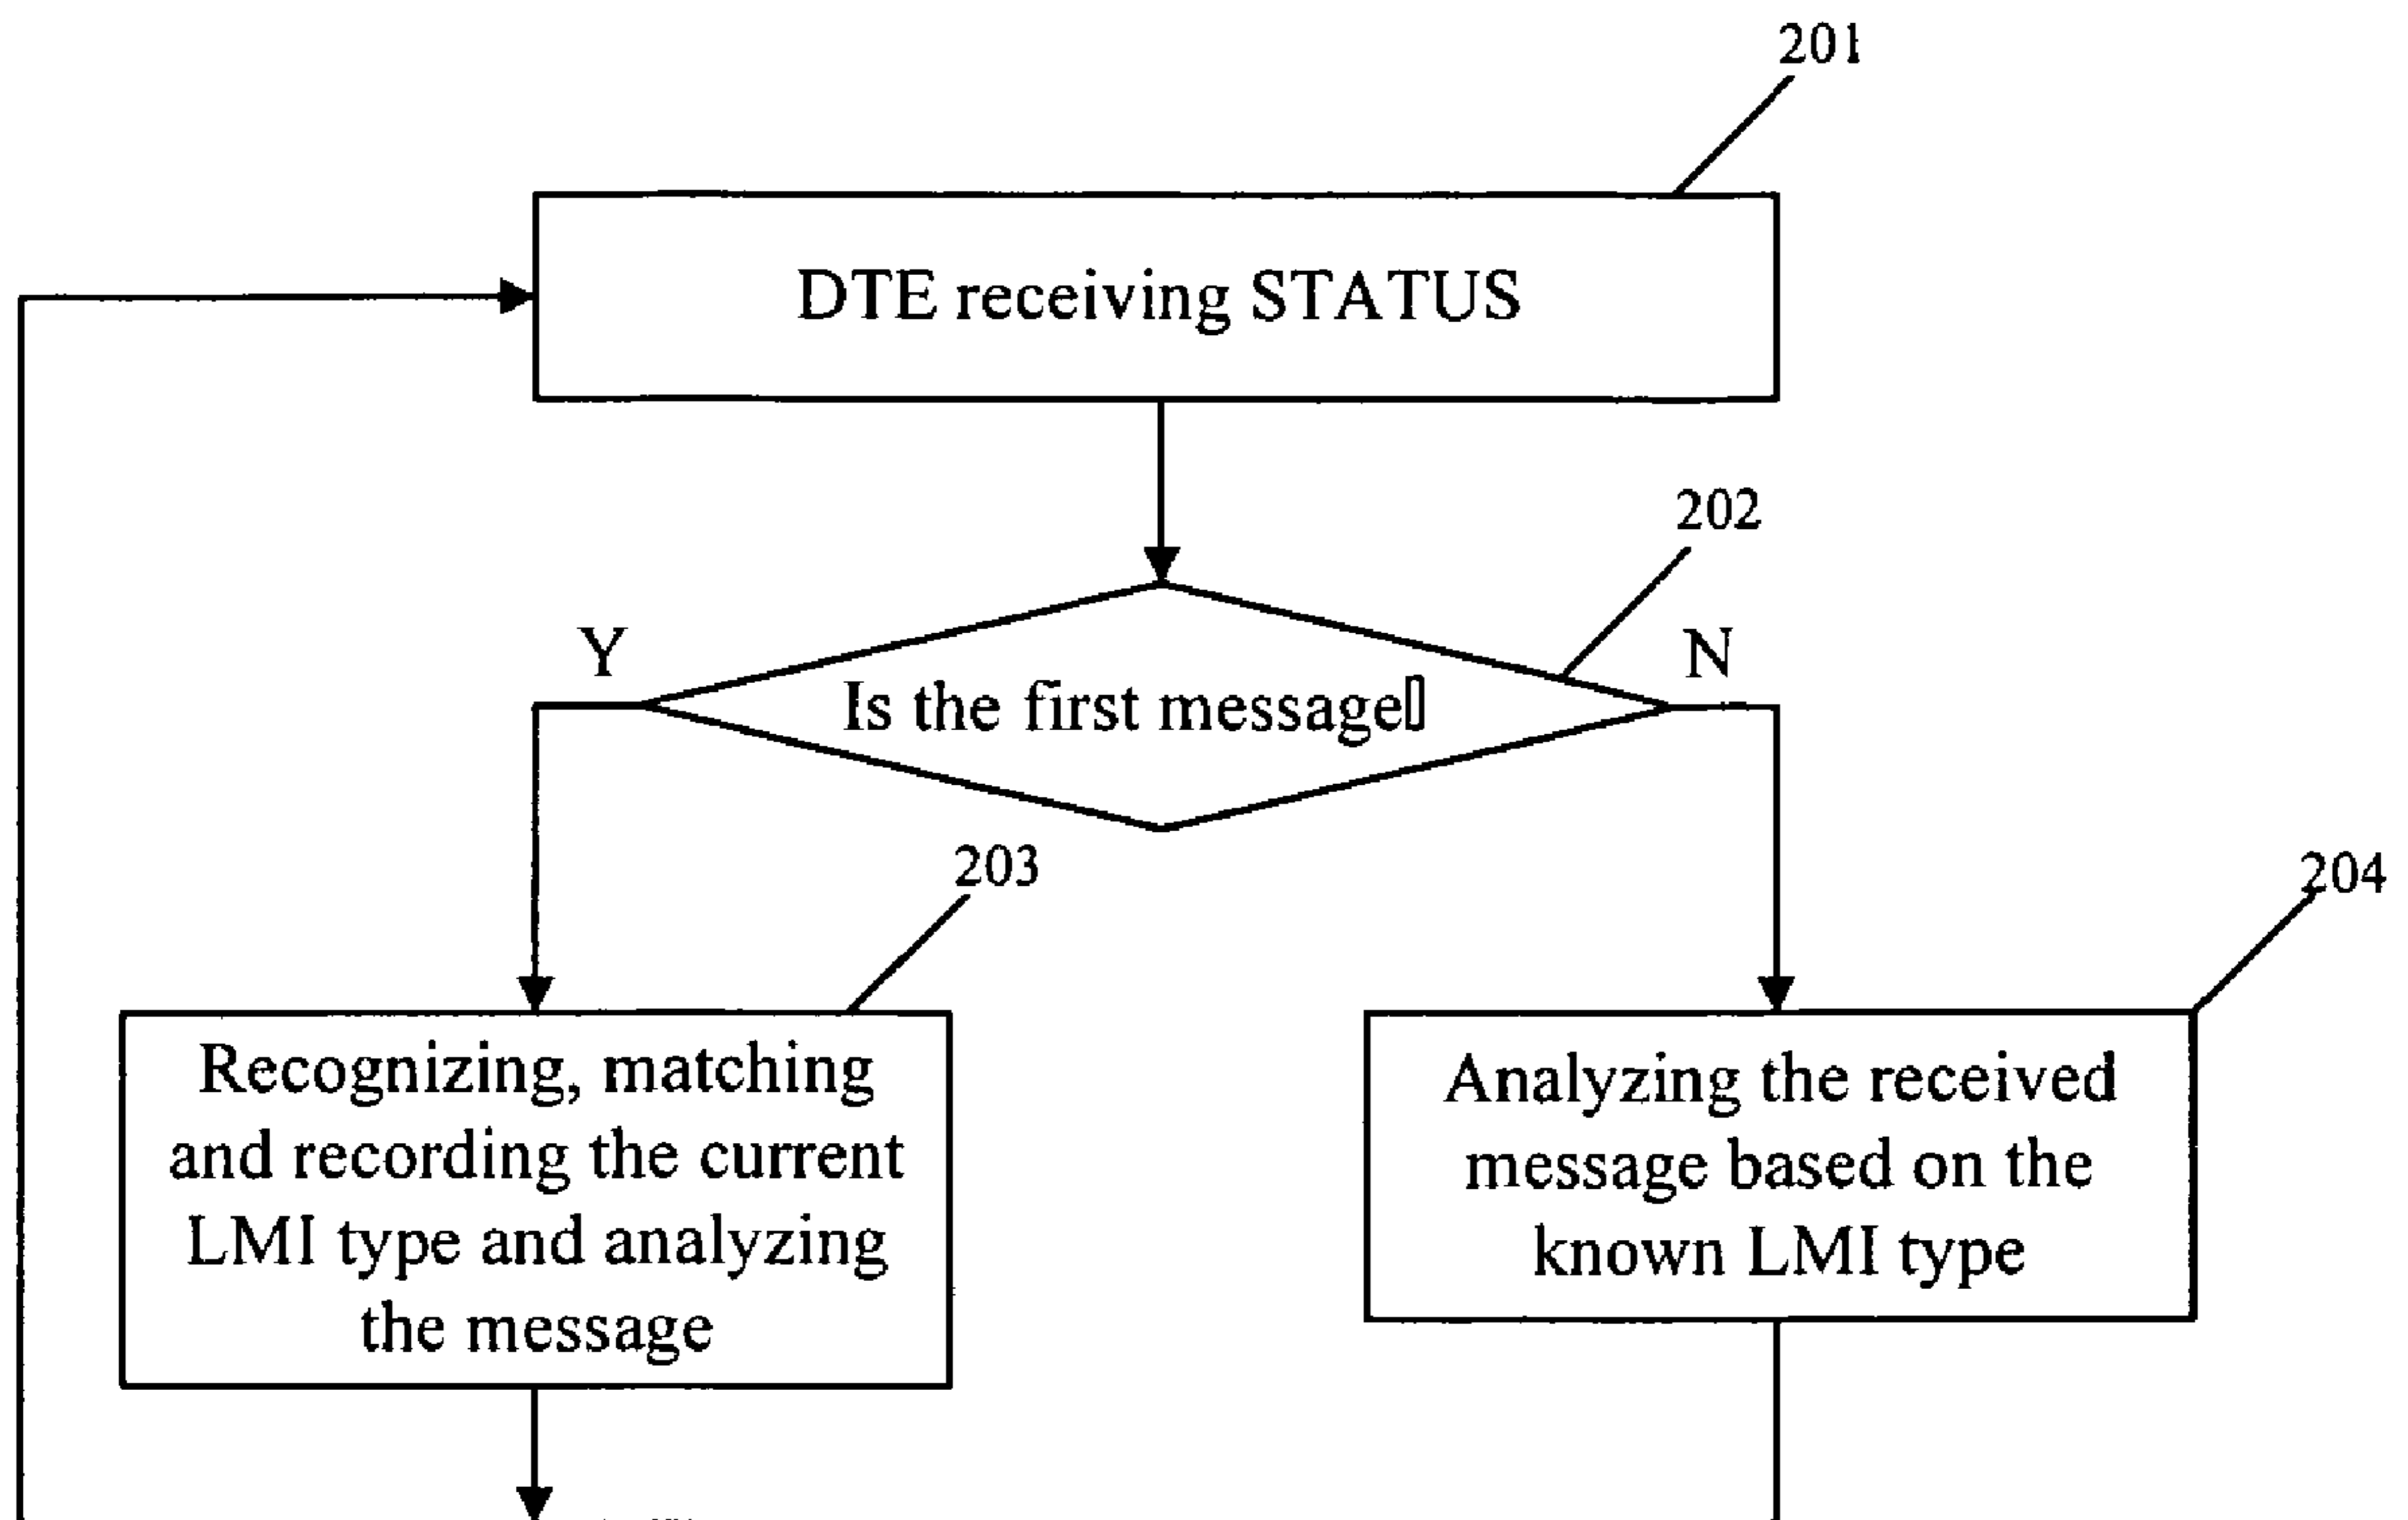 201
DTE receiving STATUS
202
Y
N
Is the first message▯
203
204
Recognizing, matching
and recording the current
LMI type and analyzing
the message
Analyzing the received
message based on the
known LMI type